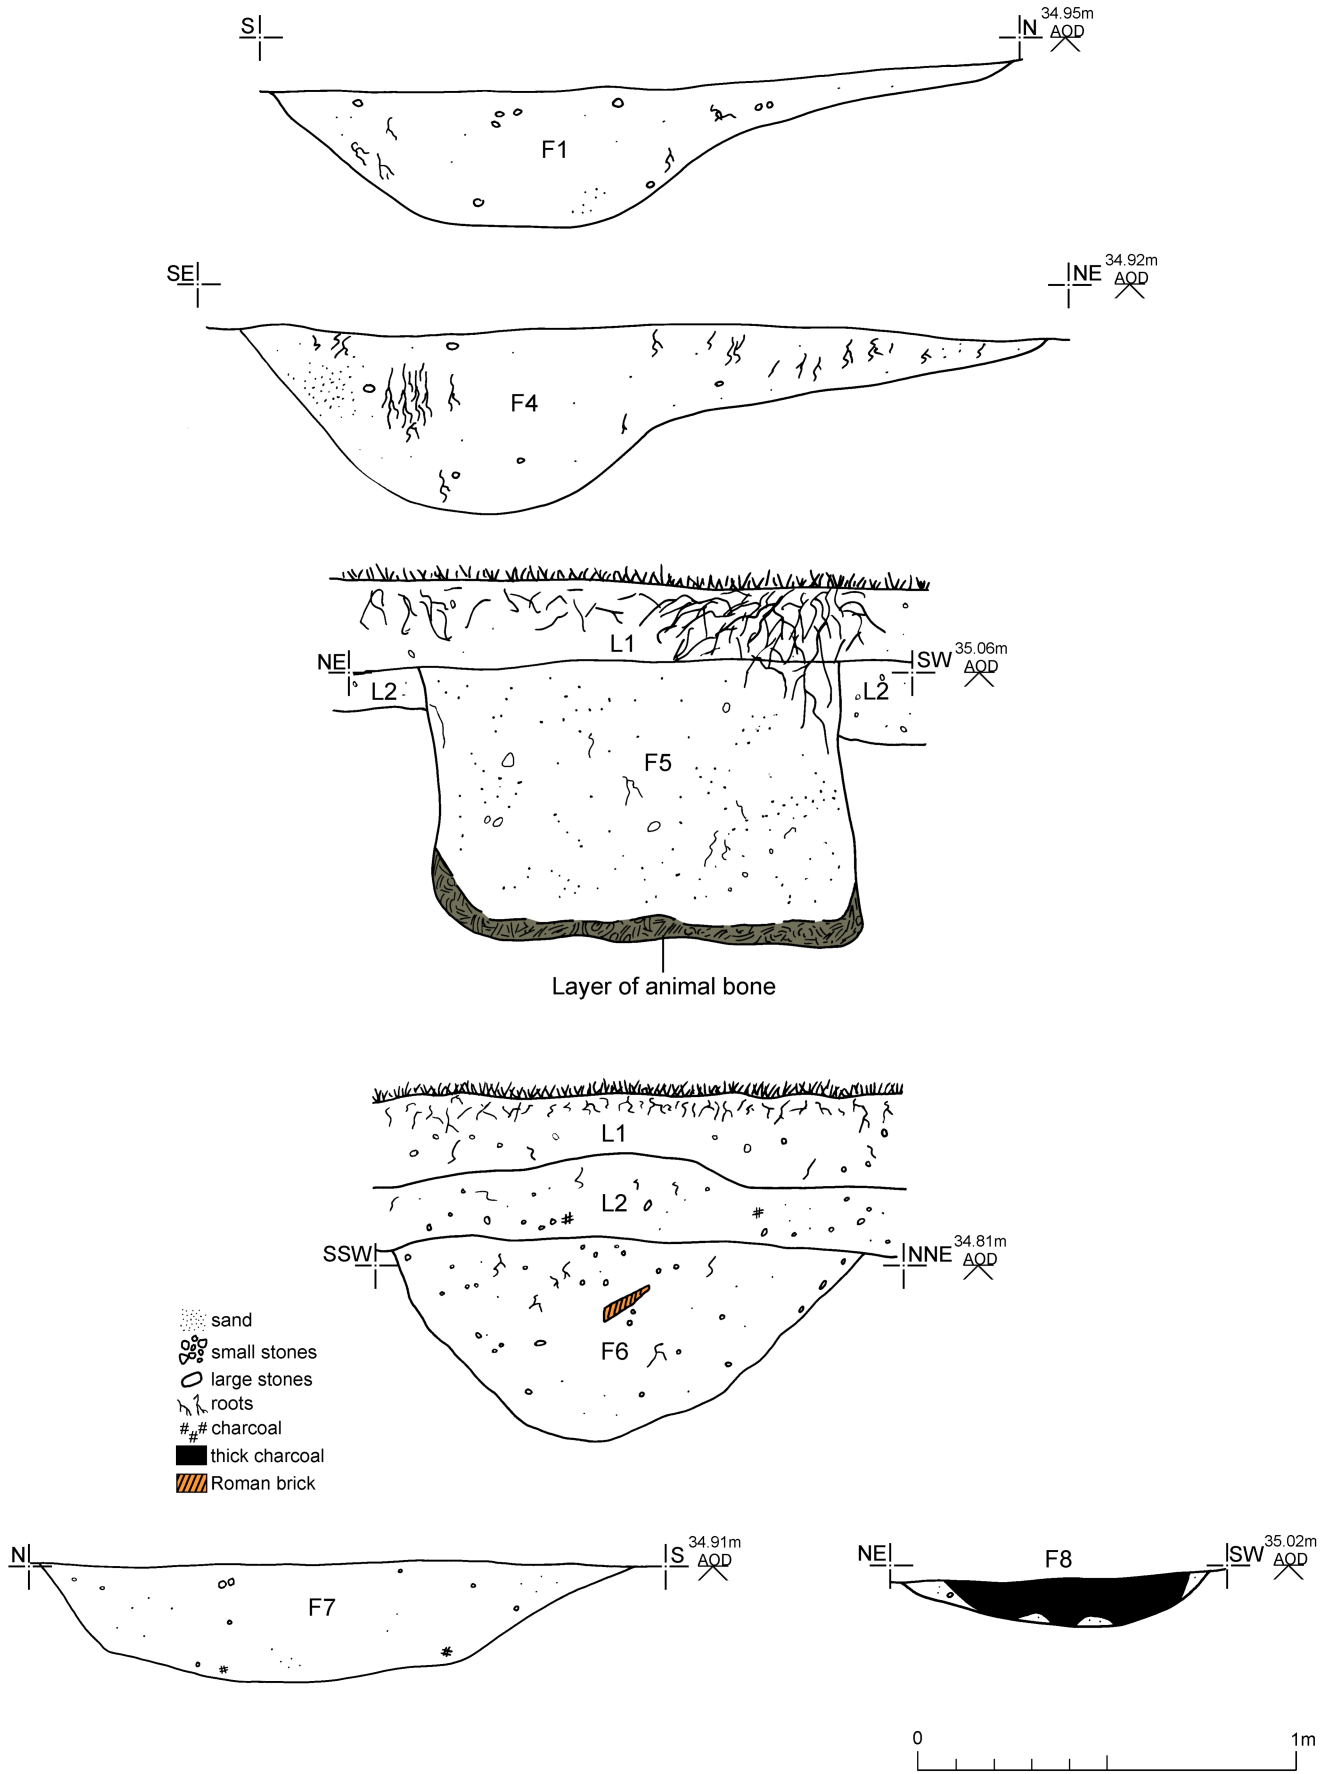 S
N
34.95m
AOD
F1
SE
NE
34.92m
AOD
F4
L1
NE
SW
35.06m
AOD
L2
L2
F5
Layer of animal bone
L1
L2
SSW
NNE
34.81m
AOD
F6
sand
small stones
large stones
roots
charcoal
thick charcoal
Roman brick
N
S
34.91m
AOD
F7
NE
F8
SW
35.02m
AOD
0
1m